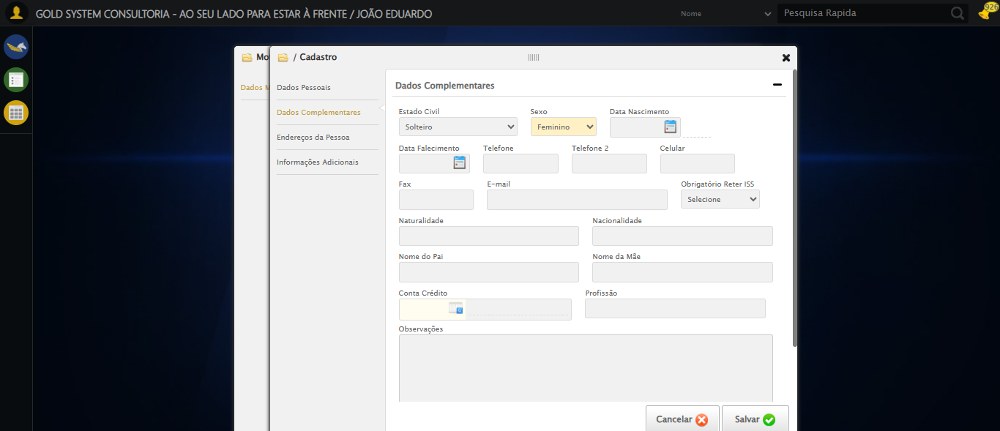 GOLD SYSTEM CONSULTORIA - AO SEU LADO PARA ESTAR À FRENTE / JOÃO EDUARDO
Nome
Pesquisa Rapida
926
Mo
/ Cadastro
Dados M
Dados Pessoais
Dados Complementares
Endereços da Pessoa
Informações Adicionais
Dados Complementares
Estado Civil Sexo Data Nascimento
Solteiro Feminino
Data Falecimento Telefone Telefone 2 Celular
Fax E-mail Obrigatório Reter ISS
Selecione
Naturalidade Nacionalidade
Nome do Pai Nome da Mãe
Conta Crédito Profissão
Observações
Cancelar Salvar